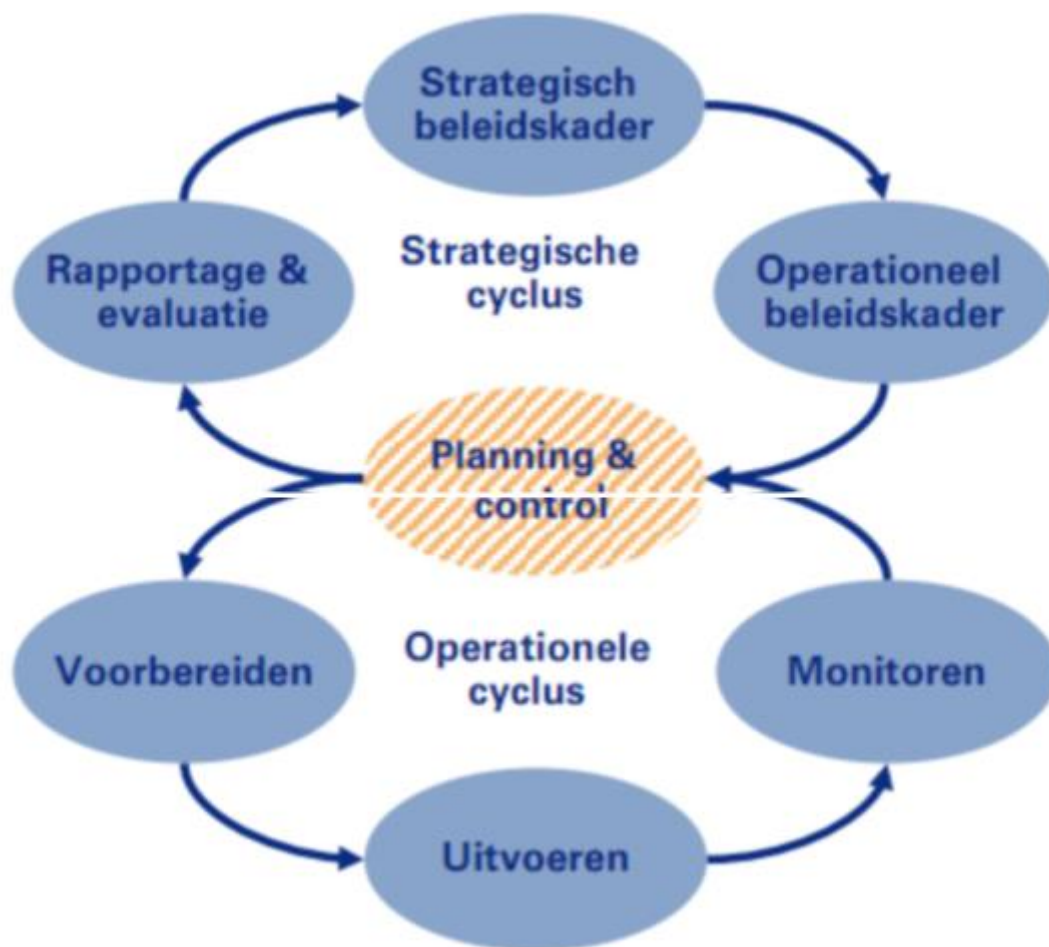 Strategisch
beleidskader
Strategische
cyclus
Rapportage &
evaluatie
Operationeel
beleidskader
Planning &
control
Operationele
cyclus
Voorbereiden
Monitoren
Uitvoeren